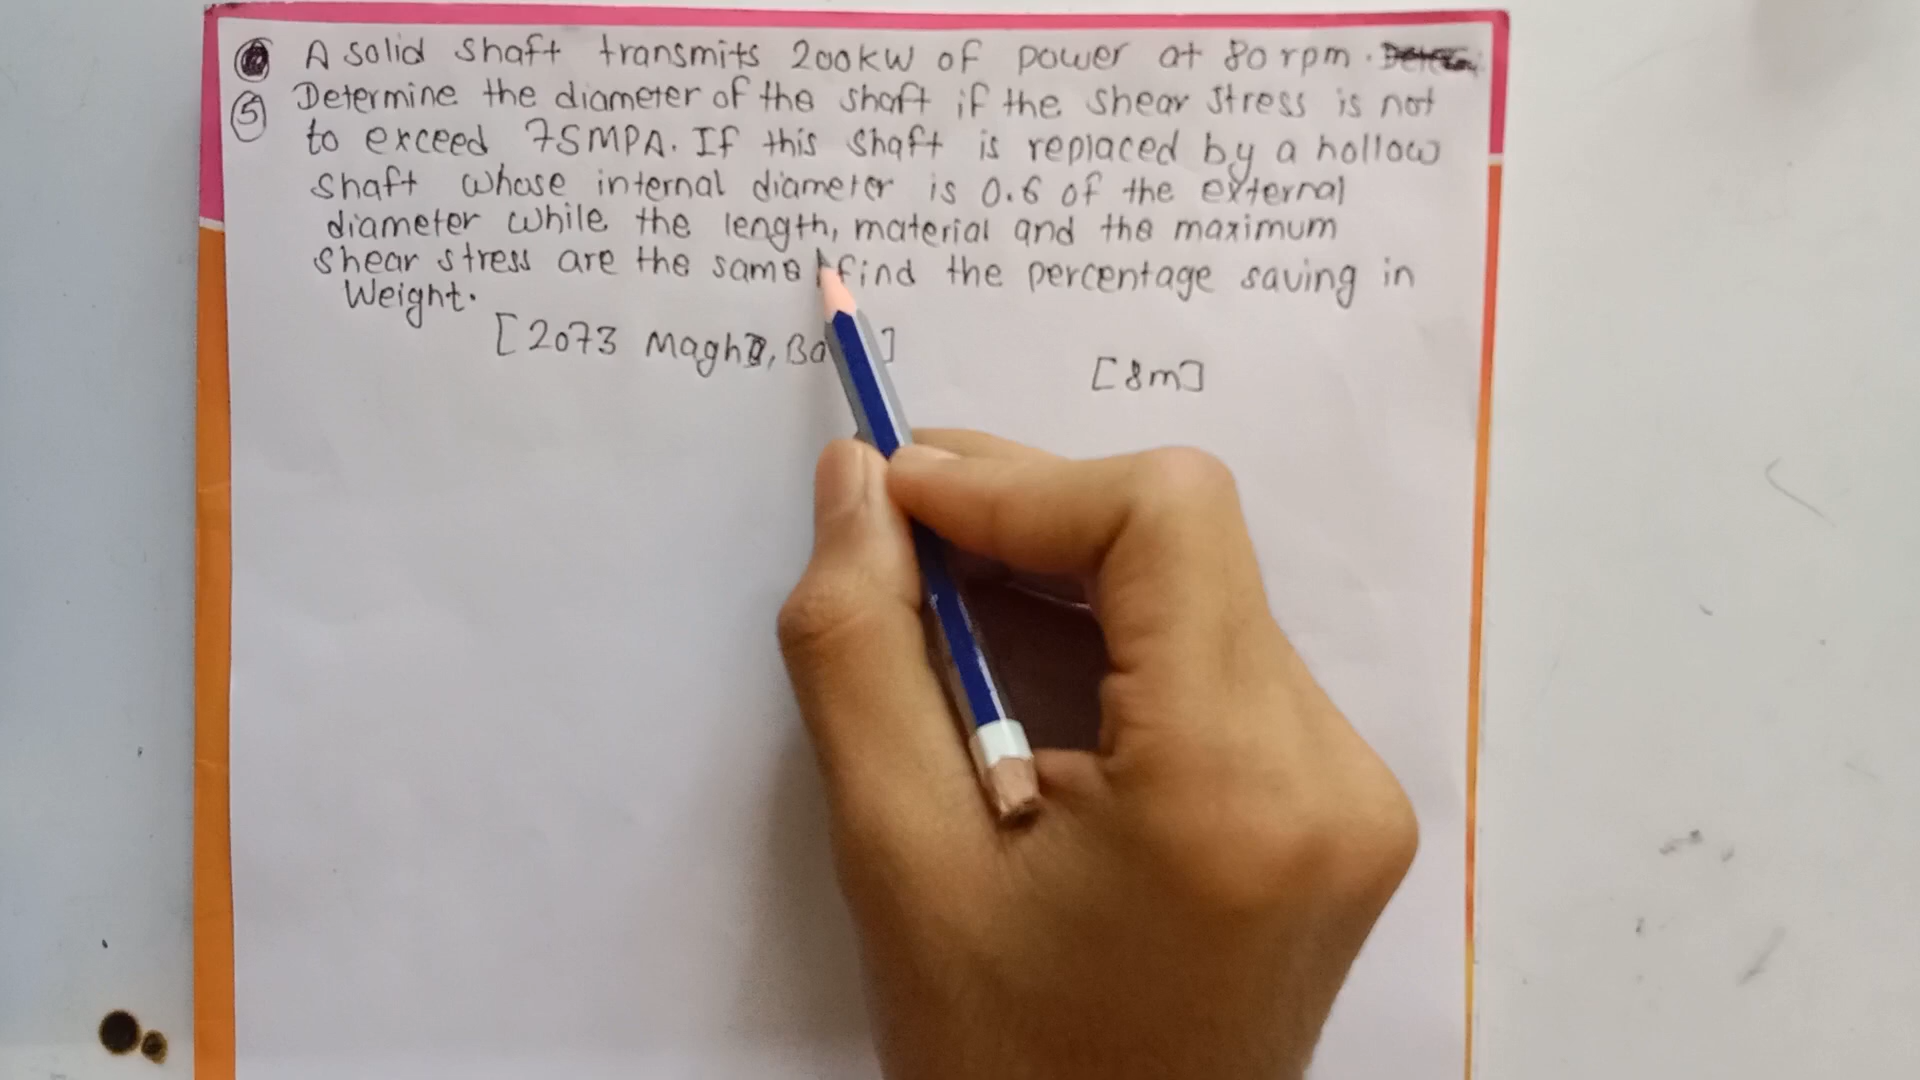 A solid shaft transmits 200kW of power at 80 rpm.
⑤ Determine the diameter of the shaft if the shear stress is not
to exceed 75MPA. If this shaft is replaced by a hollow
shaft whose internal diameter is 0.6 of the external
diameter while the length, material and the maximum
shear stress are the same find the percentage saving in
Weight.
[2073 Magh, Ba ]
[8m]